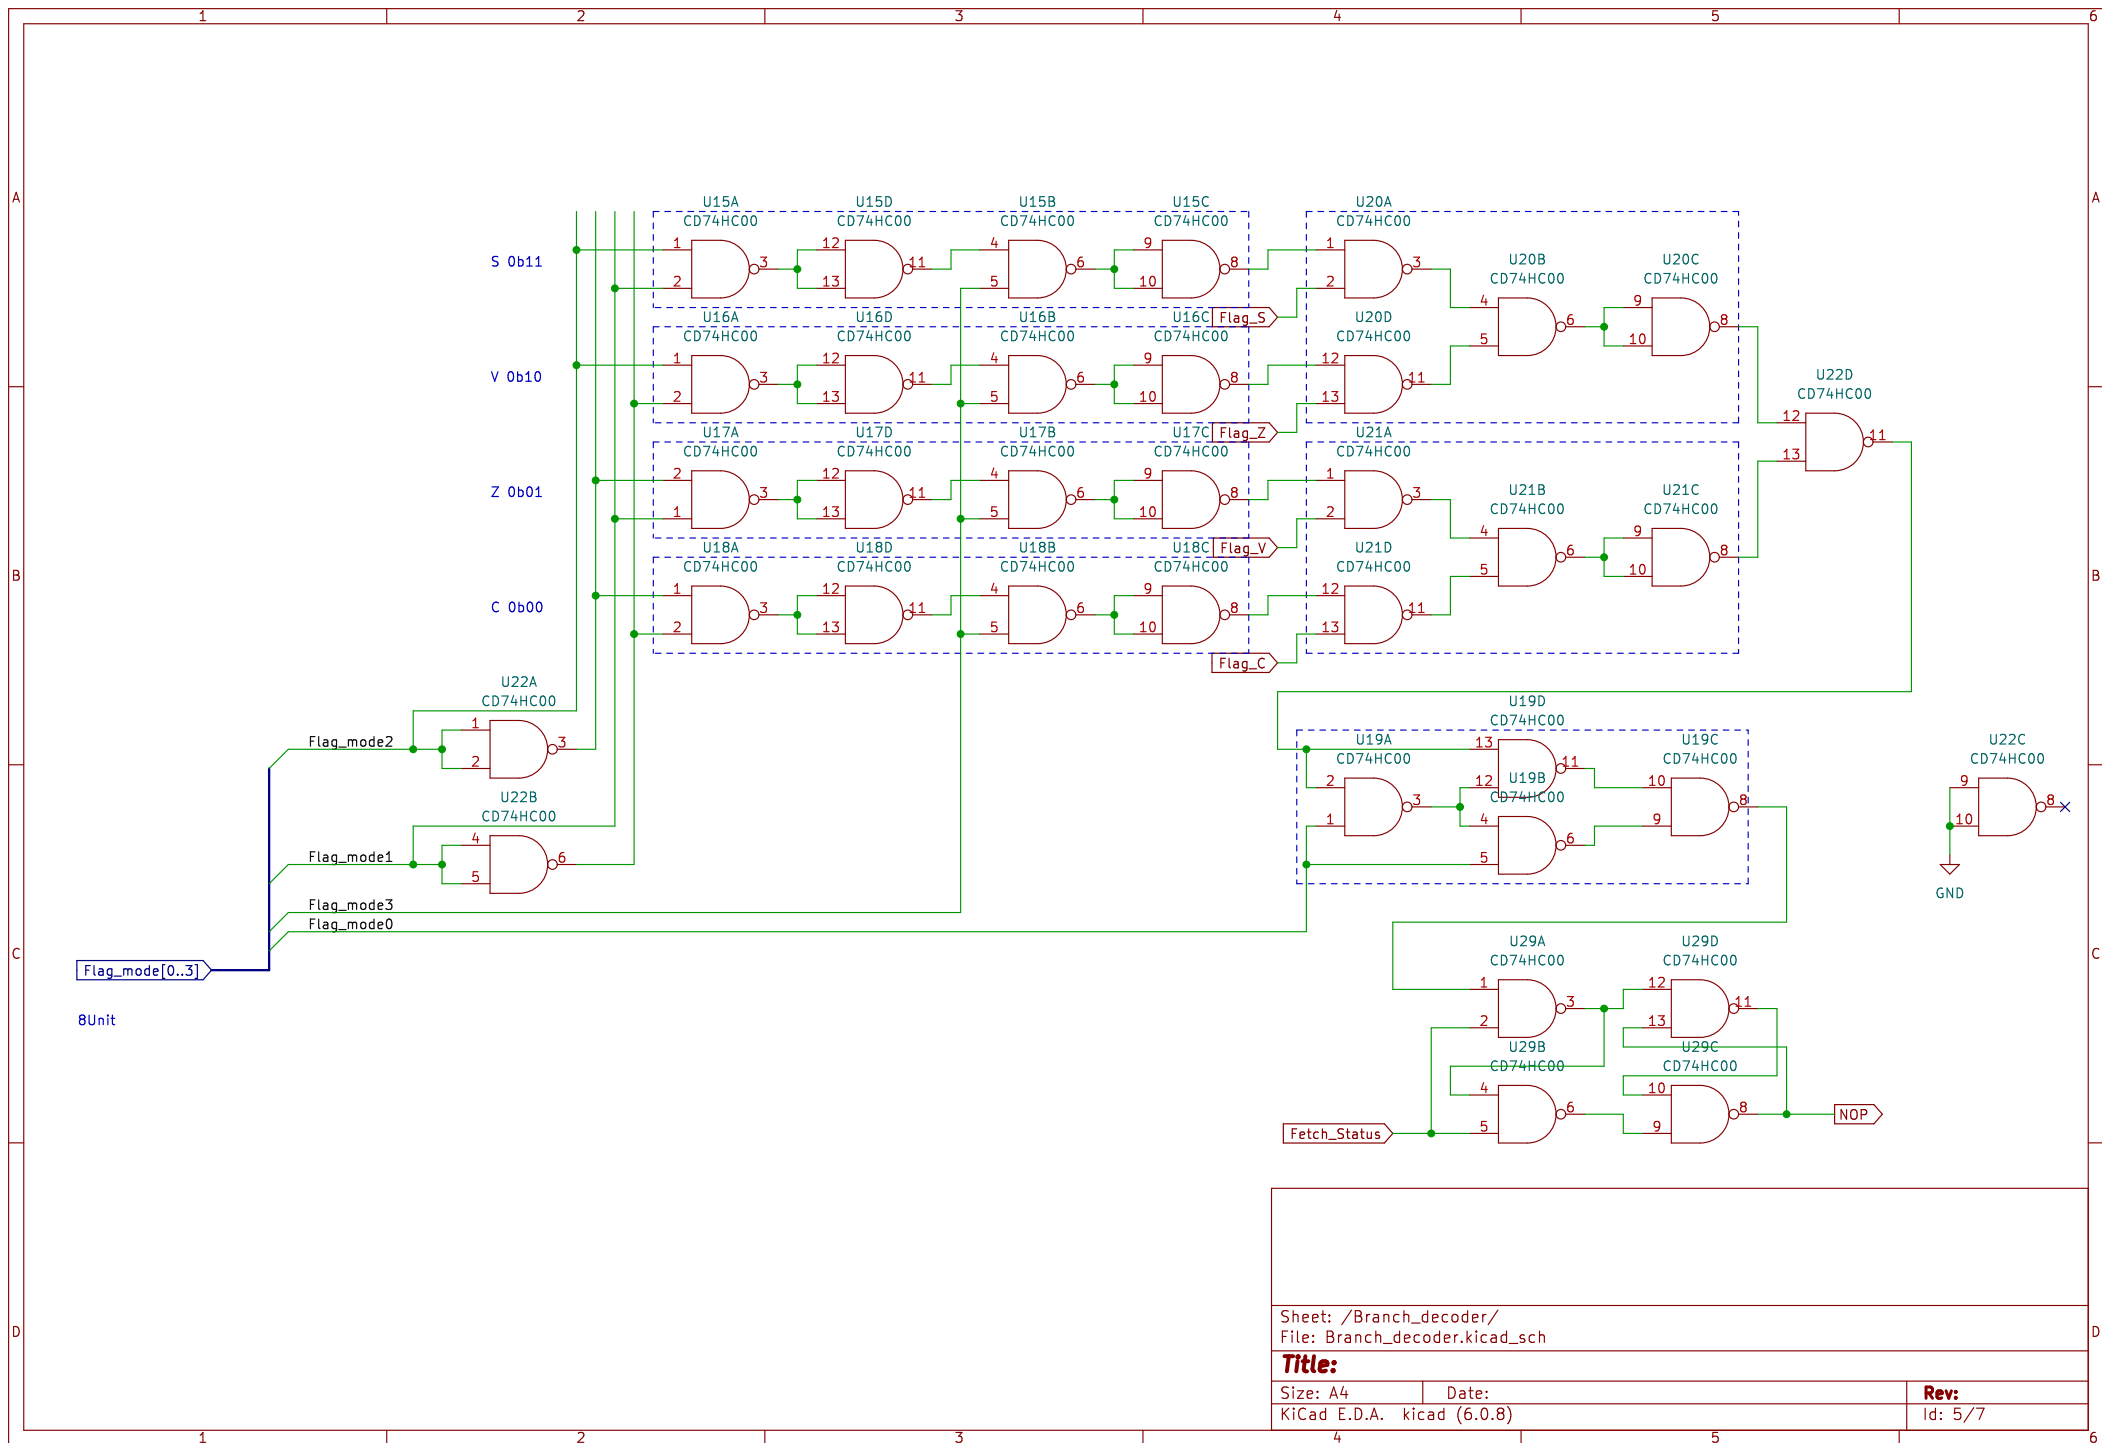 1 2 3 4 5 6
A A
B B
C C
D D
1 2 3 4 5 6
S 0b11
V 0b10
Z 0b01
C 0b00
U15A U15D U15B U15C U20A
CD74HC00 CD74HC00 CD74HC00 CD74HC00 CD74HC00
1 2 3 12 13 11 4 5 6 9 10 8 1 2 3
Flag_S
U20B U20C
CD74HC00 CD74HC00
4 5 6 9 10 8
U16A U16D U16B U16C U20D
CD74HC00 CD74HC00 CD74HC00 CD74HC00 CD74HC00
1 2 3 12 13 11 4 5 6 9 10 8 12 13 11
Flag_Z
U22D
CD74HC00
12 13 11
U17A U17D U17B U17C U21A
CD74HC00 CD74HC00 CD74HC00 CD74HC00 CD74HC00
2 1 3 12 13 11 4 5 6 9 10 8 1 2 3
Flag_V
U21B U21C
CD74HC00 CD74HC00
4 5 6 9 10 8
U18A U18D U18B U18C U21D
CD74HC00 CD74HC00 CD74HC00 CD74HC00 CD74HC00
1 2 3 12 13 11 4 5 6 9 10 8 12 13 11
Flag_C
U22A
CD74HC00
1 2 3
Flag_mode2
U22B
CD74HC00
4 5 6
Flag_mode1
Flag_mode3
Flag_mode0
Flag_mode[0..3]
8Unit
U19D
CD74HC00
13 12 11
U19A
CD74HC00
2 1 3
U19B
CD74HC00
4 5 6
U19C
CD74HC00
10 9 8
U22C
CD74HC00
9 10 8
GND
U29A U29D
CD74HC00 CD74HC00
1 2 3 12 13 11
U29B U29C
CD74HC00 CD74HC00
4 5 6 10 9 8
Fetch_Status
NOP
Sheet: /Branch_decoder/
File: Branch_decoder.kicad_sch
Title:
Size: A4 Date: Rev:
KiCad E.D.A. kicad (6.0.8) Id: 5/7